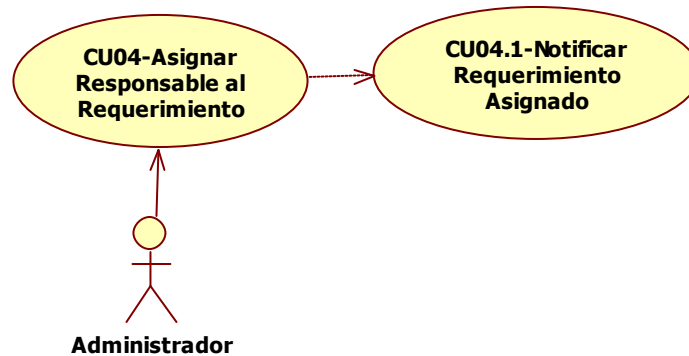 CU04-Asignar
Responsable al
Requerimiento
CU04.1-Notificar
Requerimiento
Asignado
Administrador